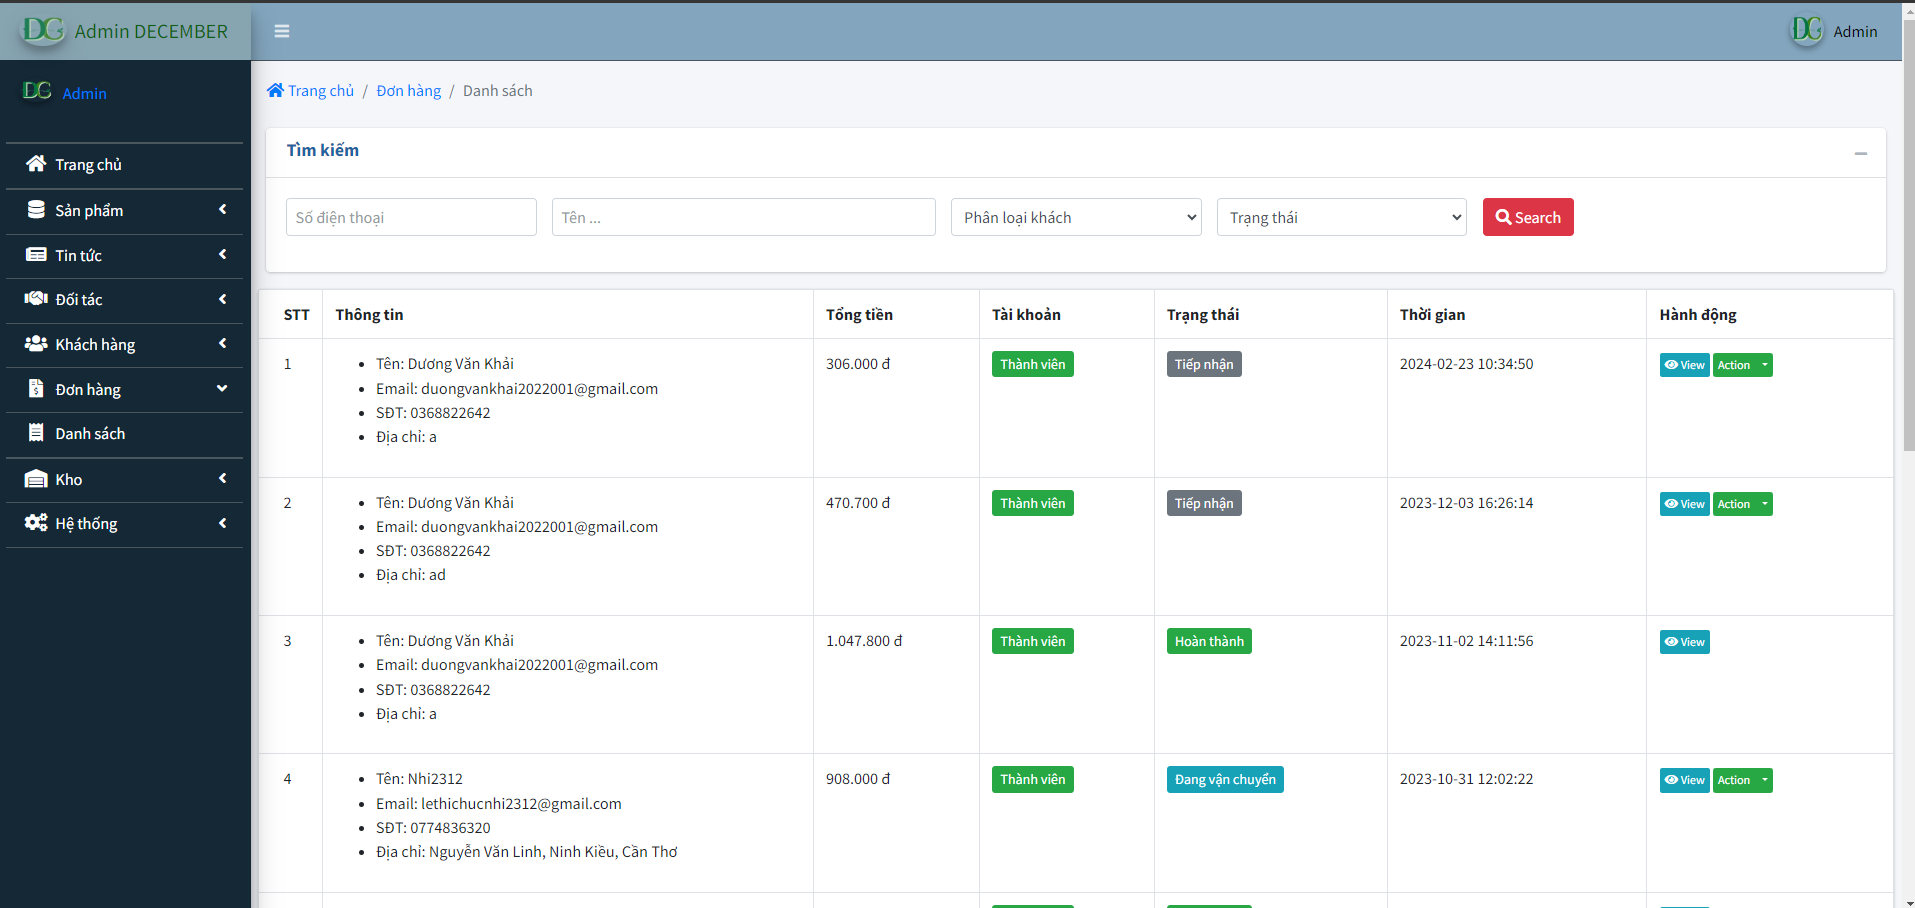 DG Admin DECEMBER
DG Admin
DG Admin
Trang chủ / Đơn hàng / Danh sách
Trang chủ
Sản phẩm
Tin tức
Đối tác
Khách hàng
Đơn hàng
Danh sách
Kho
Hệ thống
Tìm kiếm
Số điện thoại Tên ... Phân loại khách Trạng thái Search
STT Thông tin Tổng tiền Tài khoản Trạng thái Thời gian Hành động
1 Tên: Dương Văn Khải 306.000 đ Thành viên Tiếp nhận 2024-02-23 10:34:50 View Action
Email: duongvankhai2022001@gmail.com
SĐT: 0368822642
Địa chỉ: a
2 Tên: Dương Văn Khải 470.700 đ Thành viên Tiếp nhận 2023-12-03 16:26:14 View Action
Email: duongvankhai2022001@gmail.com
SĐT: 0368822642
Địa chỉ: ad
3 Tên: Dương Văn Khải 1.047.800 đ Thành viên Hoàn thành 2023-11-02 14:11:56 View
Email: duongvankhai2022001@gmail.com
SĐT: 0368822642
Địa chỉ: a
4 Tên: Nhi2312 908.000 đ Thành viên Đang vận chuyển 2023-10-31 12:02:22 View Action
Email: lethichucnhi2312@gmail.com
SĐT: 0774836320
Địa chỉ: Nguyễn Văn Linh, Ninh Kiều, Cần Thơ